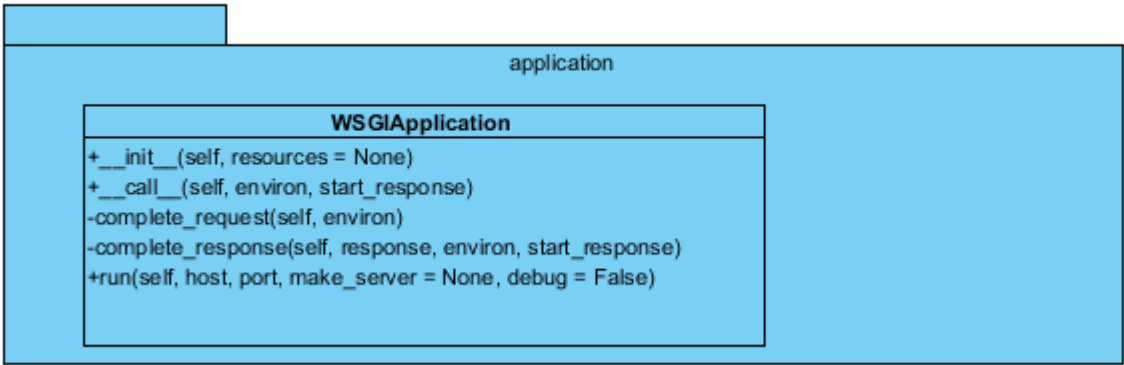 application
WSGIApplication
+__init__(self, resources = None)
+__call__(self, environ, start_response)
-complete_request(self, environ)
-complete_response(self, response, environ, start_response)
+run(self, host, port, make_server = None, debug = False)